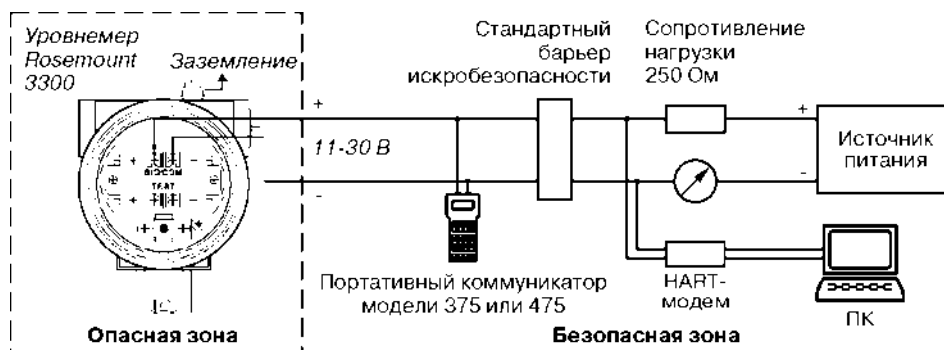 Уровнемер
Rosemount
3300
Заземление
Стандартный
барьер
искробезопасности
Сопротивление
нагрузки
250 Ом
+
11-30 В
-
+
-
Источник
питания
TEST
Портативный коммуникатор
модели 375 или 475
HART-
модем
ПК
Опасная зона
Безопасная зона